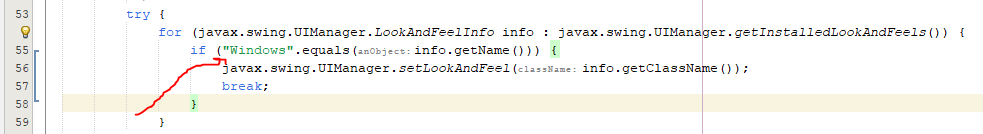 53 try {
for (javax.swing.UIManager.LookAndFeelInfo info : javax.swing.UIManager.getInstalledLookAndFeels()) {
55 if ("Windows".equals(anObject: info.getName())) {
56 javax.swing.UIManager.setLookAndFeel(className: info.getClassName());
57 break;
58 }
59 }